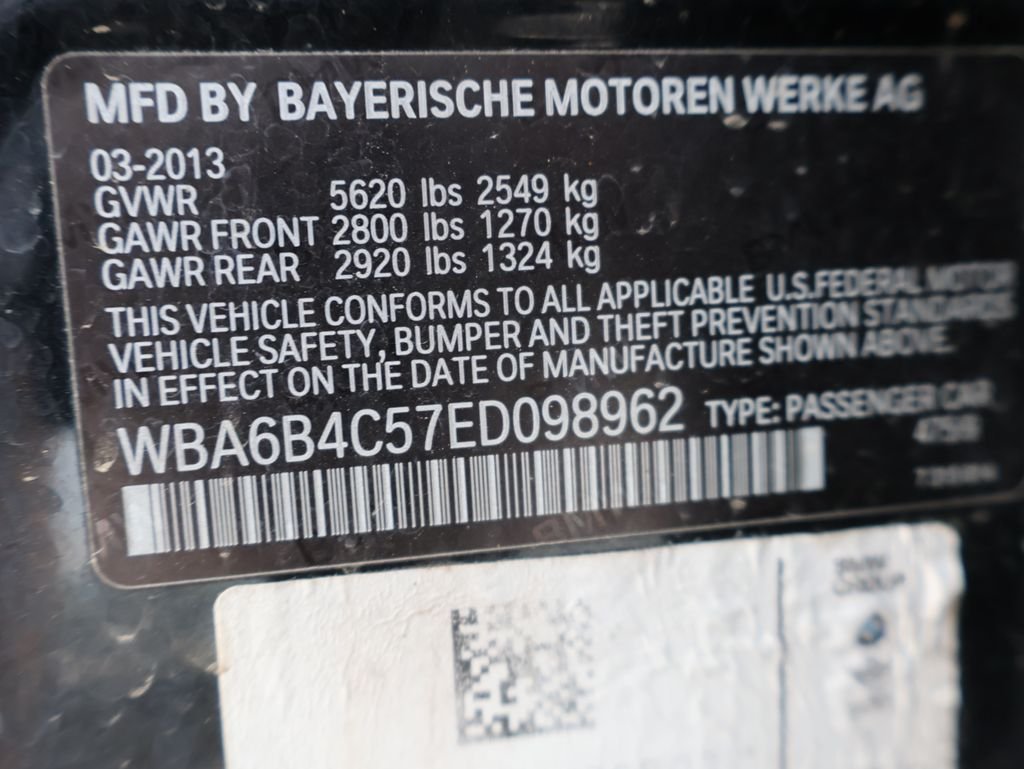 MFD BY BAYERISCHE MOTOREN WERKE AG
03-2013
GVWR 5620 lbs 2549 kg
GAWR FRONT 2800 lbs 1270 kg
GAWR REAR 2920 lbs 1324 kg
THIS VEHICLE CONFORMS TO ALL APPLICABLE U.S.FEDERAL MOTOR
VEHICLE SAFETY, BUMPER AND THEFT PREVENTION STANDARDS
IN EFFECT ON THE DATE OF MANUFACTURE SHOWN ABOVE.
WBA6B4C57ED098962 TYPE: PASSENGER CAR
BMW
GROUP